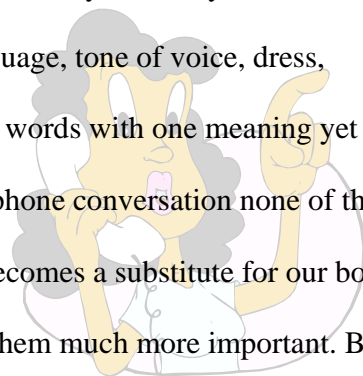 uage, tone of voice, dress,
words with one meaning yet
phone conversation none of th
ecomes a substitute for our bo
hem much more important. B